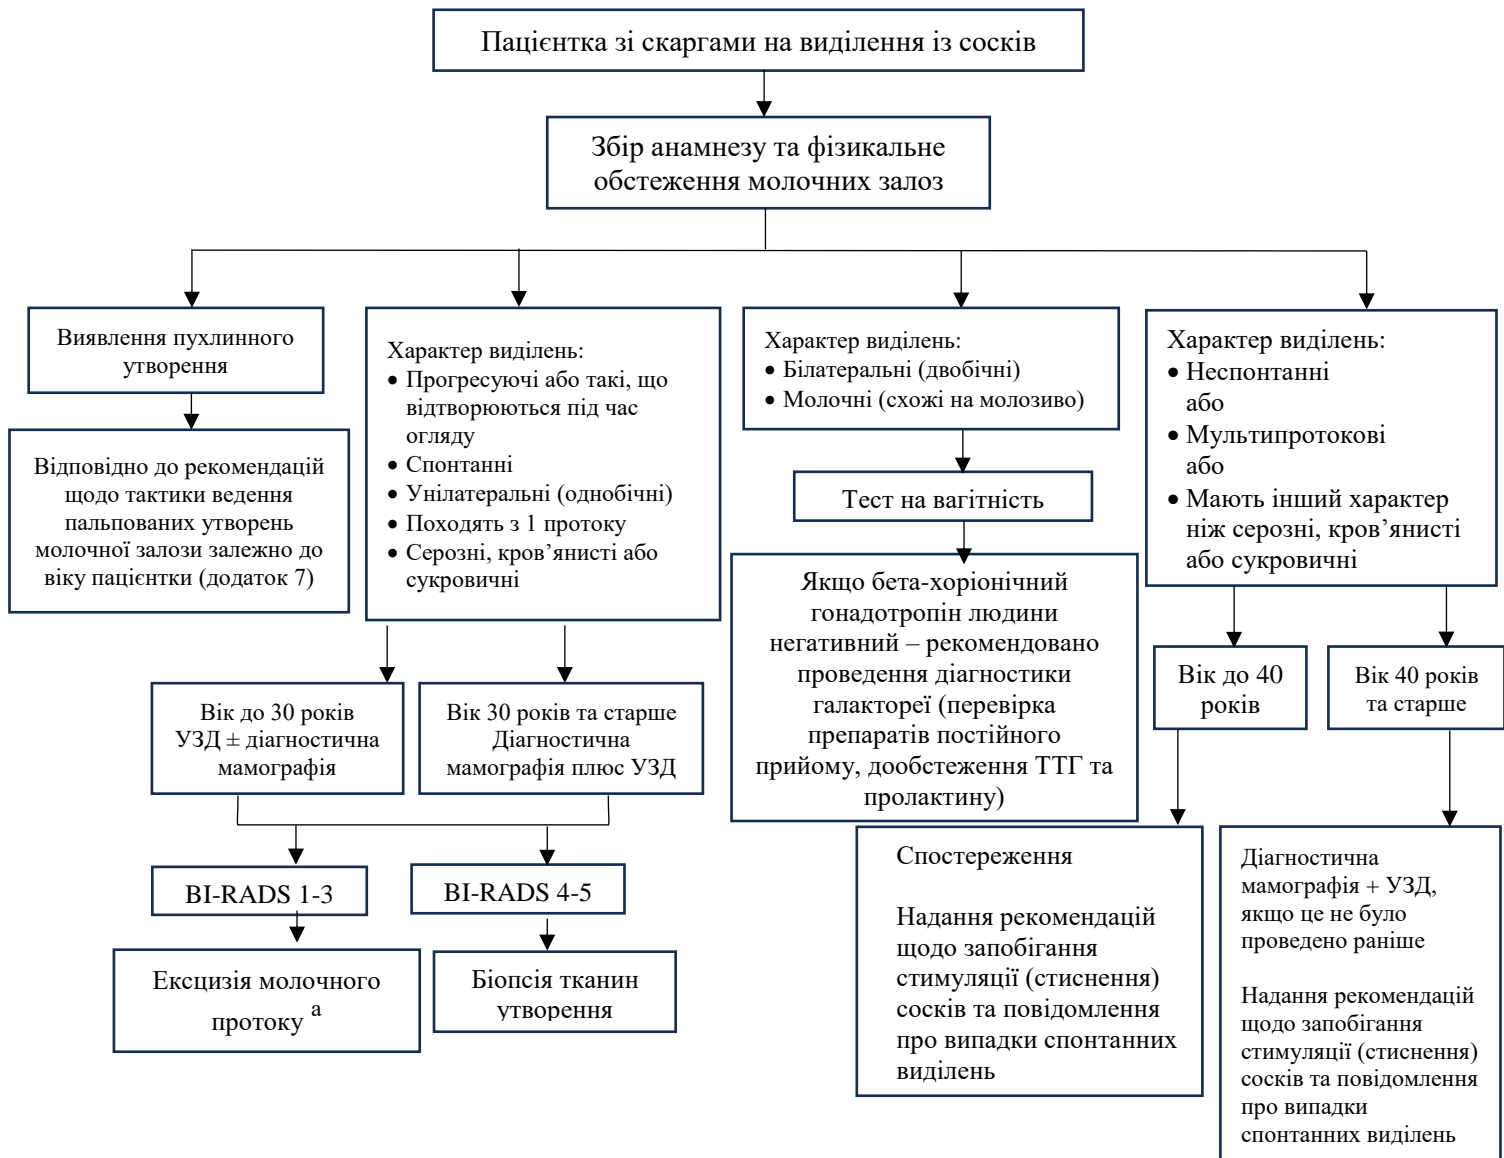 Пацієнтка зі скаргами на виділення із сосків
Збір анамнезу та фізикальне
обстеження молочних залоз
Виявлення пухлинного
утворення
Відповідно до рекомендацій
щодо тактики ведення
пальпованих утворень
молочної залози залежно до
віку пацієнтки (додаток 7)
Характер виділень:
• Прогресуючі або такі, що
відтворюються під час
огляду
• Спонтанні
• Унілатеральні (однобічні)
• Походять з 1 протоку
• Серозні, кров’янисті або
сукровичні
Вік до 30 років
УЗД ± діагностична
мамографія
Вік 30 років та старше
Діагностична
мамографія плюс УЗД
BI-RADS 1-3
BI-RADS 4-5
Ексцизія молочного
протоку а
Біопсія тканин
утворення
Характер виділень:
• Білатеральні (двобічні)
• Молочні (схожі на молозиво)
Тест на вагітність
Якщо бета-хоріонічний
гонадотропін людини
негативний – рекомендовано
проведення діагностики
галактореї (перевірка
препаратів постійного
прийому, дообстеження ТТГ та
пролактину)
Характер виділень:
• Неспонтанні
або
• Мультипротокові
або
• Мають інший характер
ніж серозні, кров’янисті
або сукровичні
Вік до 40
років
Вік 40 років
та старше
Спостереження
Надання рекомендацій
щодо запобігання
стимуляції (стиснення)
сосків та повідомлення
про випадки спонтанних
виділень
Діагностична
мамографія + УЗД,
якщо це не було
проведено раніше
Надання рекомендацій
щодо запобігання
стимуляції (стиснення)
сосків та повідомлення
про випадки
спонтанних виділень